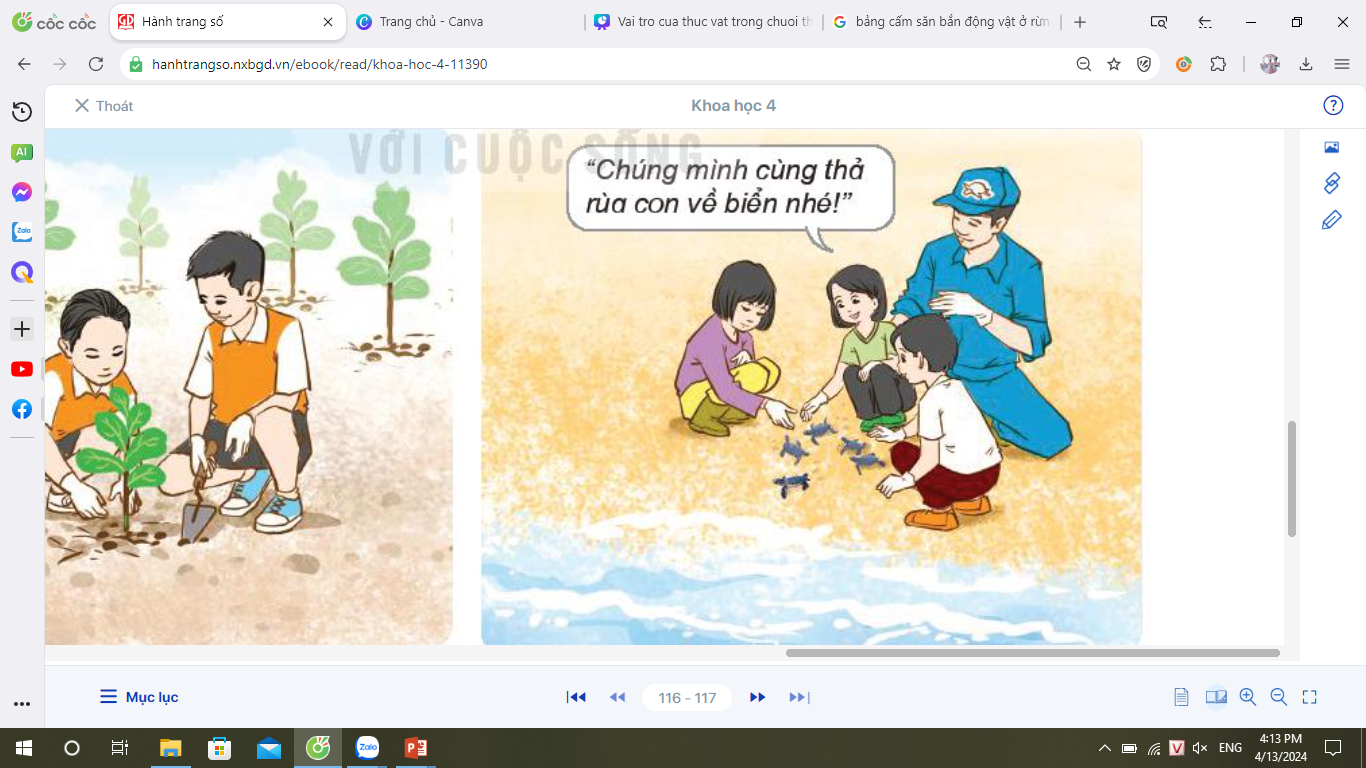 cốc cốc
Hành trang số
Trang chủ - Canva
Vai tro cua thuc vat trong chuoi th
bảng cấm săn bắn động vật ở rừn
hanhtrangso.nxbgd.vn/ebook/read/khoa-hoc-4-11390
Thoát
Khoa học 4
VỚI CUỘC SỐNG
"Chúng mình cùng thả
rùa con về biển nhé!"
AI
Zalo
Mục lục
116 - 117
Zalo
P
V
ENG
4:13 PM
4/13/2024